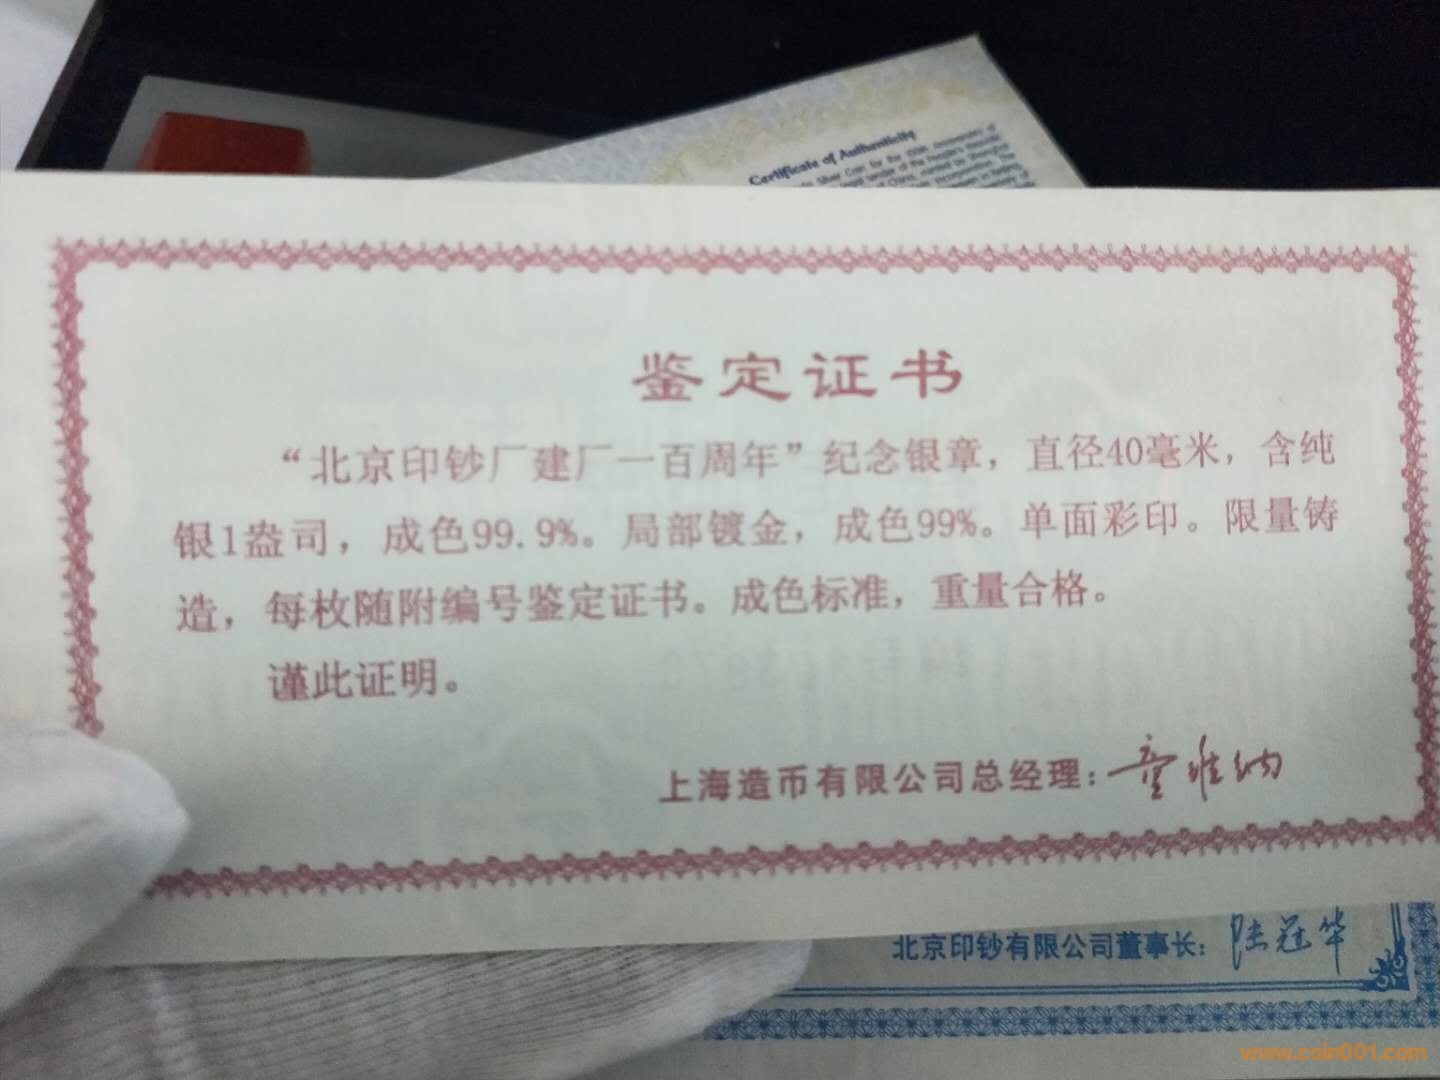 Certificate of Authenticity
鉴定证书
“北京印钞厂建厂一百周年”纪念银章，直径40毫米，含纯
银1盎司，成色99.9%。局部镀金，成色99%。单面彩印。限量铸
造，每枚随附编号鉴定证书。成色标准，重量合格。
谨此证明。
上海造币有限公司总经理：
北京印钞有限公司董事长：陆冠华
www.coin001.com